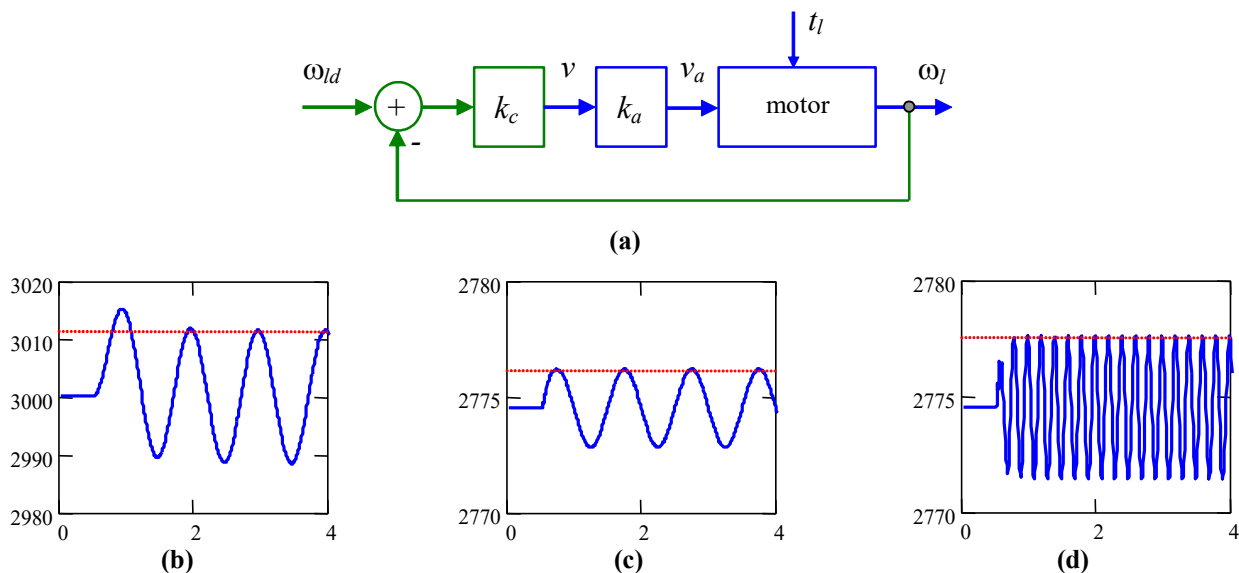 t_l
ω_ld v v_a ω_l
+ k_c k_a motor
-
(a)
3020 2780 2780
3010
3000 2775 2775
2990
2980 2770 2770
0 2 4 0 2 4 0 2 4
(b) (c) (d)